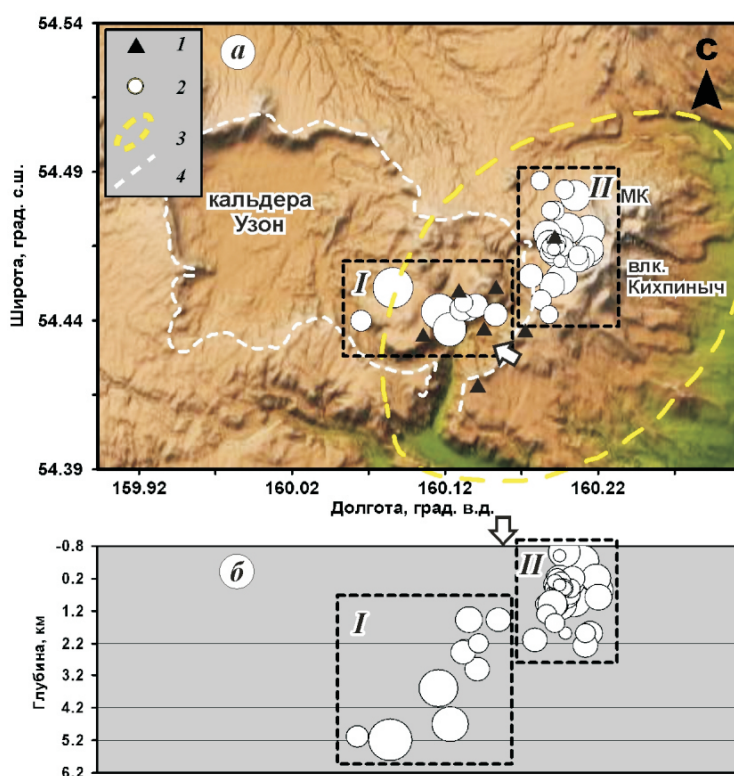 54.54
54.49
54.44
54.39
Широта, град. с.ш.
1
2
3
4
а
С
кальдера
Узон
I
II
МК
влк.
Кихпиныч
159.92
160.02
160.12
160.22
Долгота, град. в.д.
-0.8
0.2
1.2
2.2
3.2
4.2
5.2
6.2
Глубина, км
б
I
II